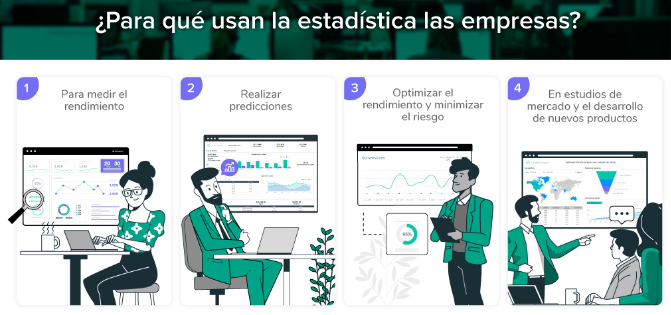 ¿Para qué usan la estadística las empresas?
1
Para medir el
rendimiento
2
Realizar
predicciones
3
Optimizar el
rendimiento y minimizar
el riesgo
4
En estudios de
mercado y el desarrollo
de nuevos productos